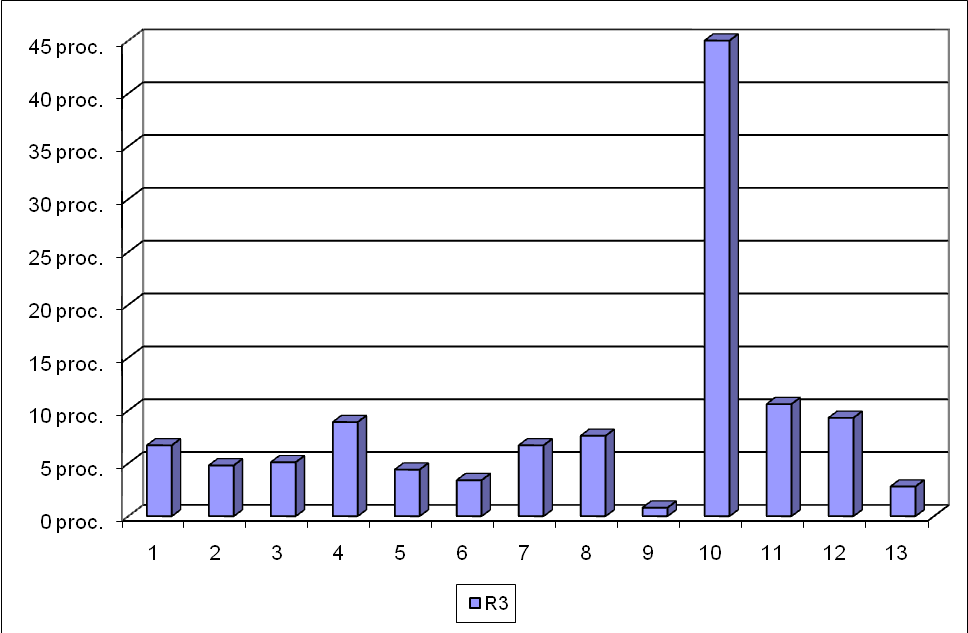 45 proc.
40 proc.
35 proc.
30 proc.
25 proc.
20 proc.
15 proc.
10 proc.
5 proc.
0 proc.
1 2 3 4 5 6 7 8 9 10 11 12 13
R3